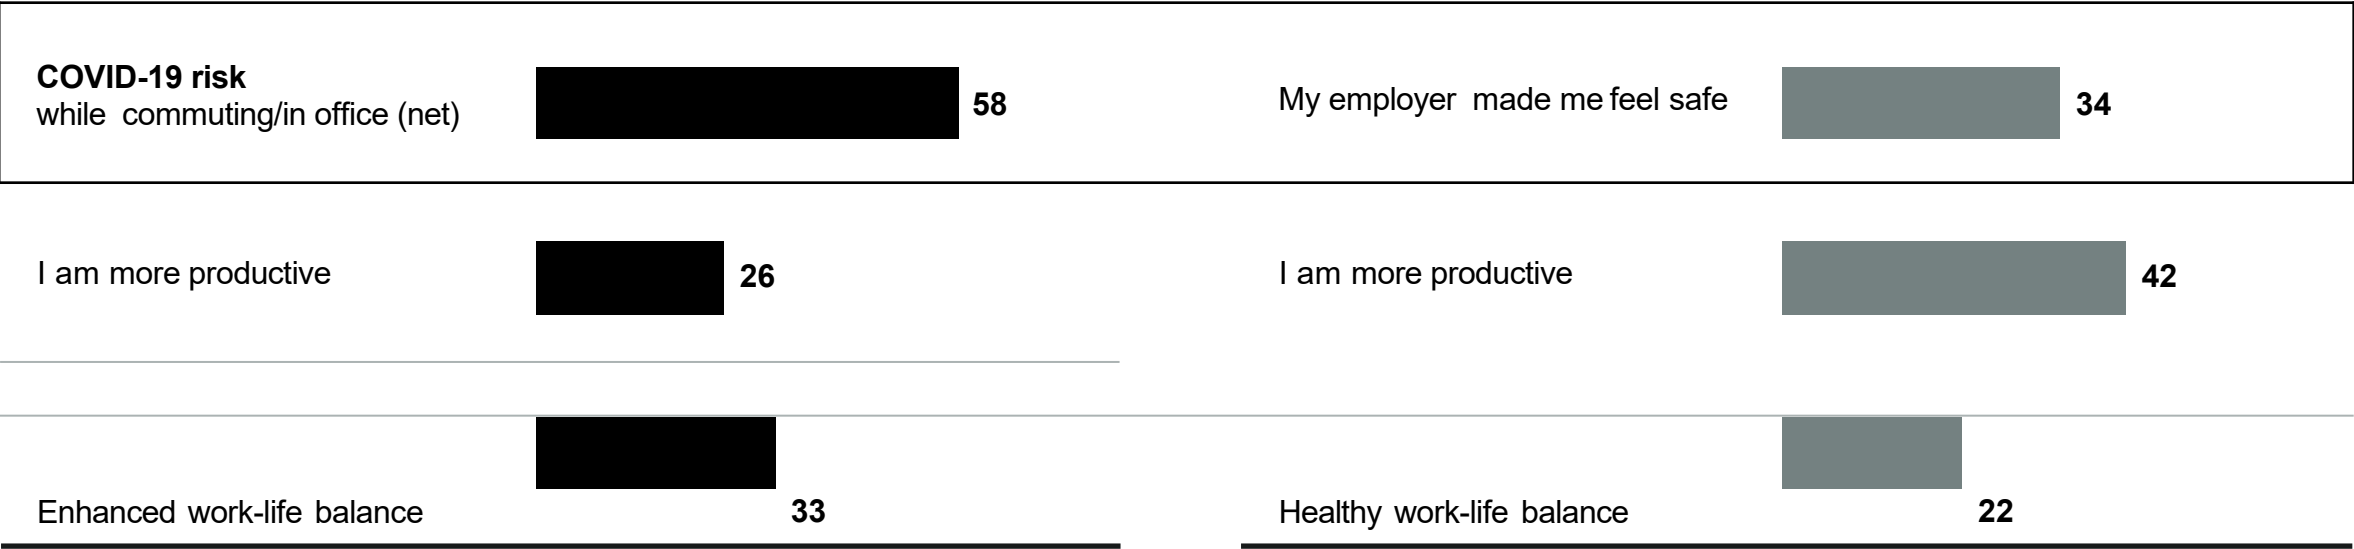 COVID-19 risk
while commuting/in office (net)
58
My employer made me feel safe
34
I am more productive
26
I am more productive
42
Enhanced work-life balance
33
Healthy work-life balance
22